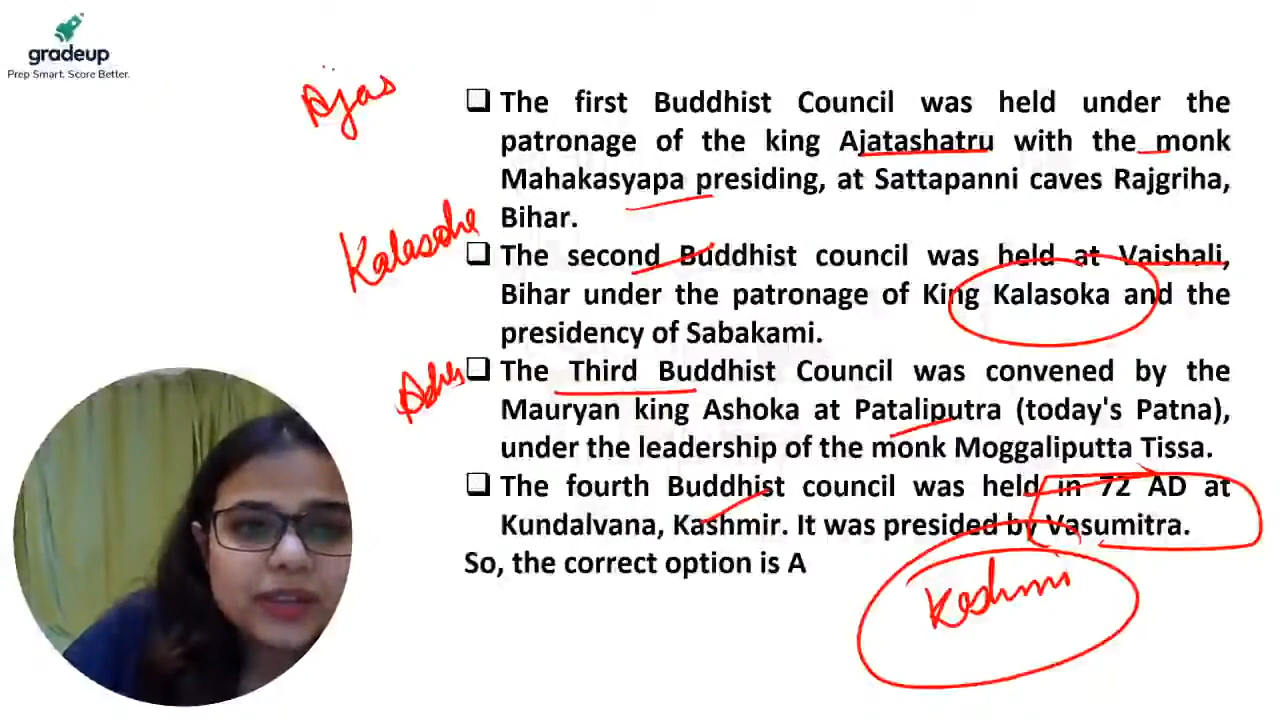 gradeup
Prep Smart. Score Better.
Ajas
❑ The first Buddhist Council was held under the
patronage of the king Ajatashatru with the monk
Mahakasyapa presiding, at Sattapanni caves Rajgriha,
Bihar.
❑ The second Buddhist council was held at Vaishali,
Bihar under the patronage of King Kalasoka and the
presidency of Sabakami.
❑ The Third Buddhist Council was convened by the
Mauryan king Ashoka at Pataliputra (today's Patna),
under the leadership of the monk Moggaliputta Tissa.
❑ The fourth Buddhist council was held in 72 AD at
Kundalvana, Kashmir. It was presided by Vasumitra.
So, the correct option is A